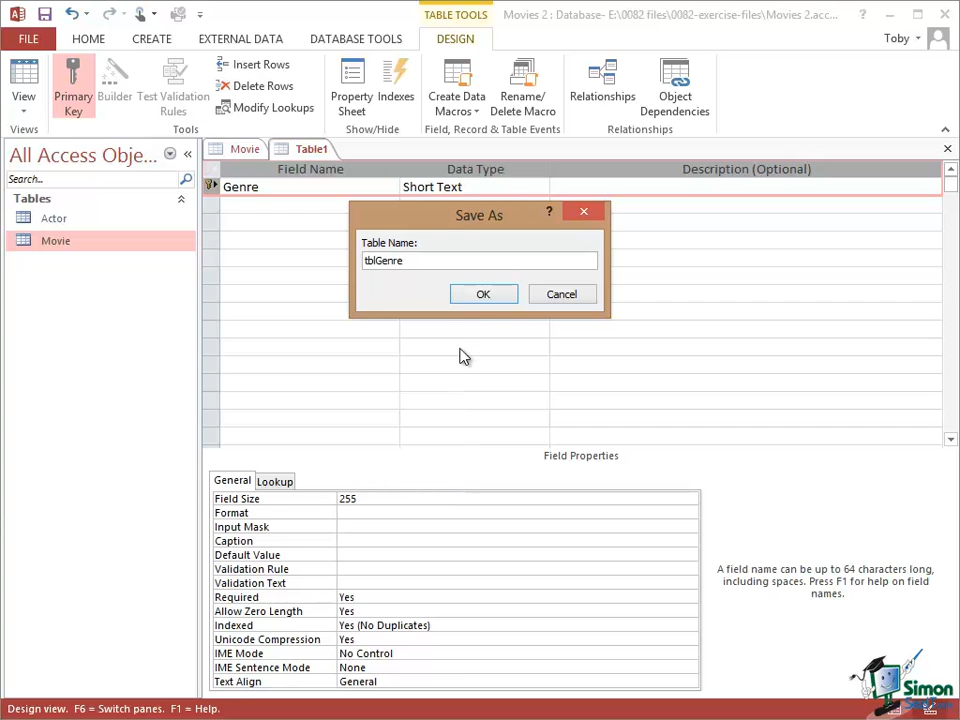 TABLE TOOLS
Movies 2 : Database- E:\0082 files\0082-exercise-files\Movies 2.acc...
?
FILE
HOME
CREATE
EXTERNAL DATA
DATABASE TOOLS
DESIGN
Toby
View
Primary Key
Builder
Test Validation Rules
Insert Rows
Delete Rows
Modify Lookups
Property Sheet
Indexes
Create Data Macros
Rename/ Delete Macro
Relationships
Object Dependencies
Views
Tools
Show/Hide
Field, Record & Table Events
Relationships
All Access Obje...
Search...
Tables
Actor
Movie
Movie
Table1
Field Name
Data Type
Description (Optional)
Genre
Short Text
Save As
?
Table Name:
tblGenre
OK
Cancel
Field Properties
General
Lookup
Field Size 255
Format
Input Mask
Caption
Default Value
Validation Rule
Validation Text
Required Yes
Allow Zero Length Yes
Indexed Yes (No Duplicates)
Unicode Compression Yes
IME Mode No Control
IME Sentence Mode None
Text Align General
A field name can be up to 64 characters long,
including spaces. Press F1 for help on field
names.
Simon
Design view. F6 = Switch panes. F1 = Help.